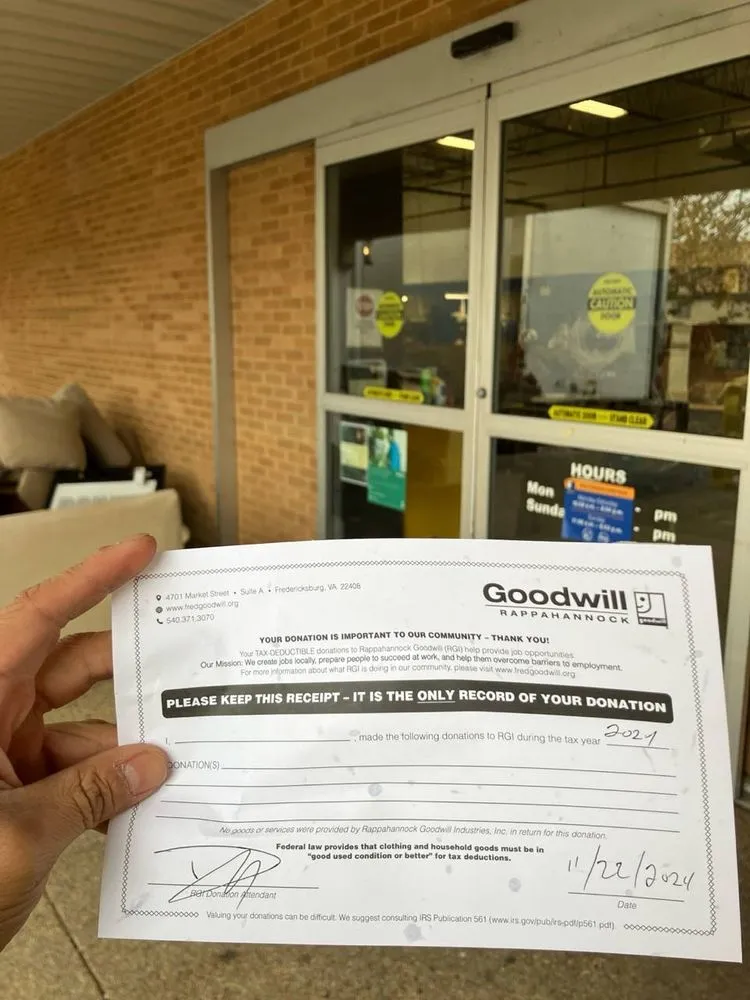 AUTOMATIC
CAUTION
DOOR
AUTOMATIC DOOR STAND CLEAR
HOURS
Mon
- pm
Sunda
- pm
4701 Market Street • Suite A • Fredericksburg, VA 22408
www.fredgoodwill.org
540.371.3070
Goodwill
RAPPAHANNOCK
goodwill
YOUR DONATION IS IMPORTANT TO OUR COMMUNITY – THANK YOU!
Your TAX-DEDUCTIBLE donations to Rappahannock Goodwill (RGI) help provide job opportunities.
Our Mission: We create jobs locally, prepare people to succeed at work, and help them overcome barriers to employment.
For more information about what RGI is doing in our community, please visit www.fredgoodwill.org.
PLEASE KEEP THIS RECEIPT – IT IS THE ONLY RECORD OF YOUR DONATION
I, , made the following donations to RGI during the tax year 2024
DONATION(S)
No goods or services were provided by Rappahannock Goodwill Industries, Inc. in return for this donation.
Federal law provides that clothing and household goods must be in
"good used condition or better" for tax deductions.
11/22/2024
RGI Donation Attendant
Date
Valuing your donations can be difficult. We suggest consulting IRS Publication 561 (www.irs.gov/pub/irs-pdf/p561.pdf).